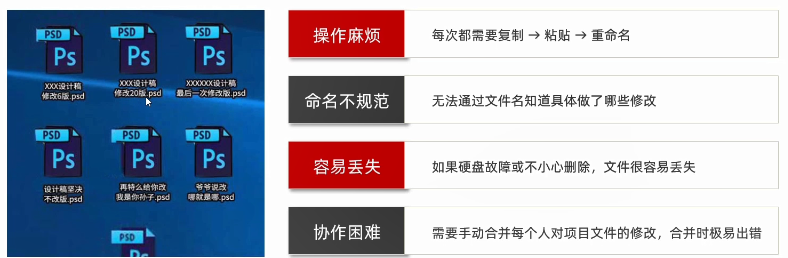 PSD
Ps
XXX设计稿
修改6版.psd
PSD
Ps
XXX设计稿
修改20版.psd
PSD
Ps
XXXXXX设计稿
最后一次修改版.psd
PSD
Ps
设计稿坚决
不改版.psd
PSD
Ps
再特么给你改
我是你孙子.psd
PSD
Ps
爷爷说改
哪就是哪.psd
PSD
操作麻烦
每次都需要复制 → 粘贴 → 重命名
命名不规范
无法通过文件名知道具体做了哪些修改
容易丢失
如果硬盘故障或不小心删除，文件很容易丢失
协作困难
需要手动合并每个人对项目文件的修改，合并时极易出错